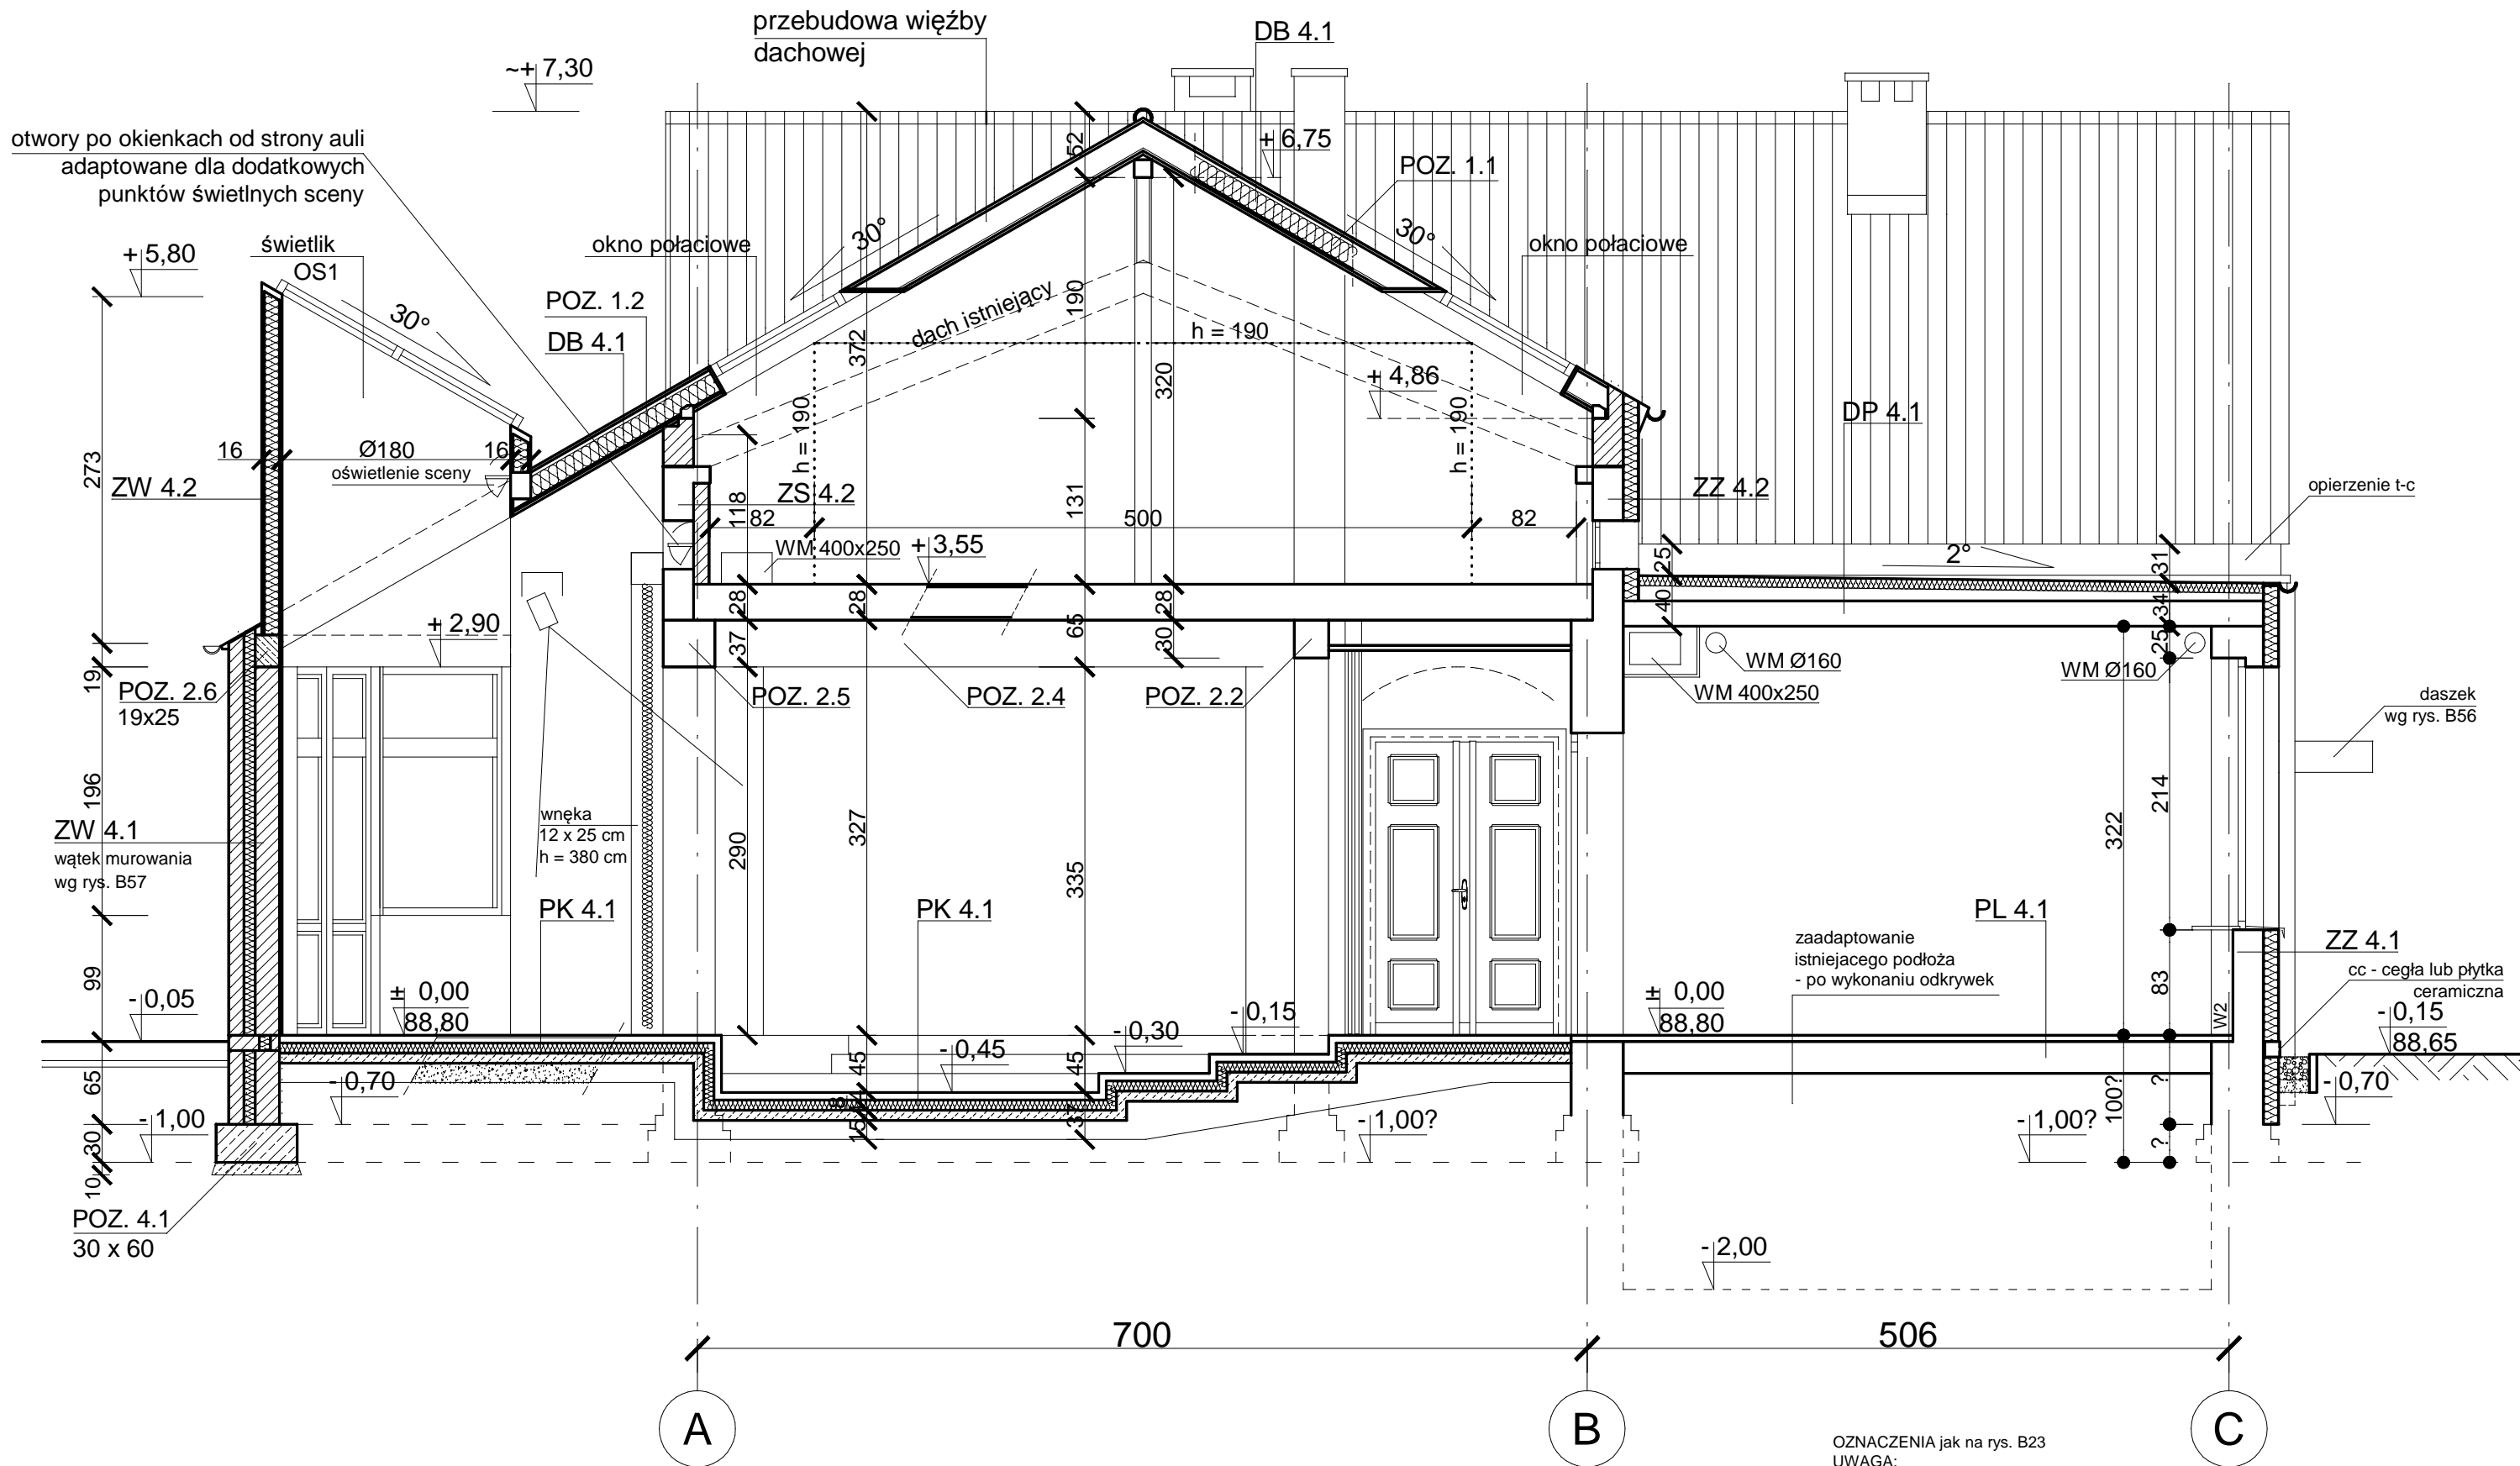 przebudowa więźby
dachowej
DB 4.1
~+ 7,30
+ 6,75
POZ. 1.1
otwory po okienkach od strony auli
adaptowane dla dodatkowych
punktów świetlnych sceny
+ 5,80
świetlik
OS1
30°
okno połaciowe
30°
30°
okno połaciowe
POZ. 1.2
DB 4.1
52
190
372
dach istniejący
h = 190
320
+ 4,86
h = 190
h = 190
DP 4.1
16
Ø180
16
oświetlenie sceny
273
ZW 4.2
ZS 4.2
ZZ 4.2
opierzenie t-c
118
82
500
82
131
WM 400x250
+ 3,55
25
2°
31
28
28
65
28
40
34
+ 2,90
37
30
25
WM Ø160
WM Ø160
WM 400x250
19
POZ. 2.6
19x25
POZ. 2.5
POZ. 2.4
POZ. 2.2
daszek
wg rys. B56
196
ZW 4.1
wątek murowania
wg rys. B57
wnęka
12 x 25 cm
h = 380 cm
290
327
335
322
214
PK 4.1
PK 4.1
PL 4.1
zaadaptowanie
istniejacego podłoża
- po wykonaniu odkrywek
ZZ 4.1
cc - cegła lub płytka
ceramiczna
99
- 0,05
± 0,00
88,80
- 0,15
- 0,30
- 0,45
± 0,00
88,80
83
W2
- 0,15
88,65
65
- 0,70
45
45
- 0,70
- 1,00
- 1,00?
- 1,00?
100?
?
?
15
37
30
10
POZ. 4.1
30 x 60
- 2,00
700
506
A
B
C
OZNACZENIA jak na rys. B23
UWAGA: